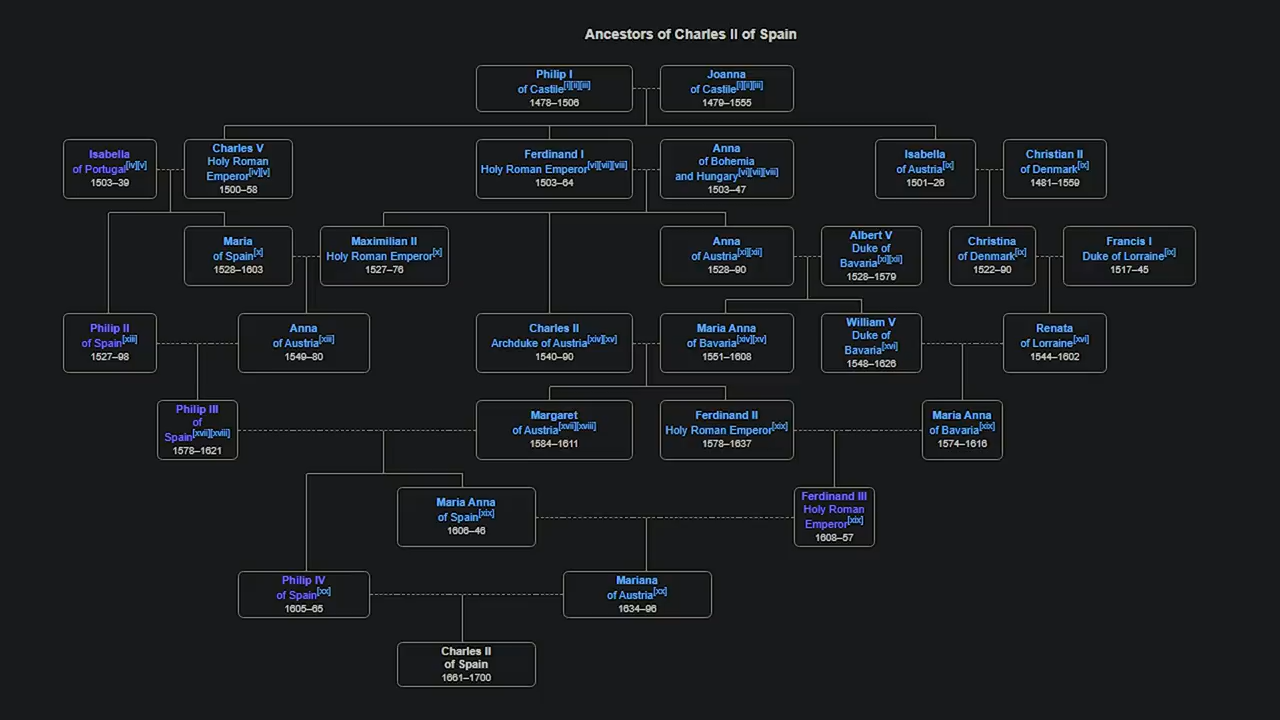 Ancestors of Charles II of Spain
Philip I
of Castile[i][ii][iii]
1478–1506
Joanna
of Castile[i][ii][iii]
1479–1555
Isabella
of Portugal[iv][v]
1503–39
Charles V
Holy Roman
Emperor[iv][v]
1500–58
Ferdinand I
Holy Roman Emperor[vi][vii][viii]
1503–64
Anna
of Bohemia
and Hungary[vi][vii][viii]
1503–47
Isabella
of Austria[ix]
1501–26
Christian II
of Denmark[ix]
1481–1559
Maria
of Spain[x]
1528–1603
Maximilian II
Holy Roman Emperor[x]
1527–76
Anna
of Austria[xi][xii]
1528–90
Albert V
Duke of
Bavaria[xi][xii]
1528–1579
Christina
of Denmark[ix]
1522–90
Francis I
Duke of Lorraine[ix]
1517–45
Philip II
of Spain[xiii]
1527–98
Anna
of Austria[xiii]
1549–80
Charles II
Archduke of Austria[xiv][xv]
1540–90
Maria Anna
of Bavaria[xiv][xv]
1551–1608
William V
Duke of
Bavaria[xvi]
1548–1626
Renata
of Lorraine[xvi]
1544–1602
Philip III
of
Spain[xvii][xviii]
1578–1621
Margaret
of Austria[xvii][xviii]
1584–1611
Ferdinand II
Holy Roman Emperor[xix]
1578–1637
Maria Anna
of Bavaria[xix]
1574–1616
Maria Anna
of Spain[xix]
1606–46
Ferdinand III
Holy Roman
Emperor[xix]
1608–57
Philip IV
of Spain[xx]
1605–65
Mariana
of Austria[xx]
1634–96
Charles II
of Spain
1661–1700